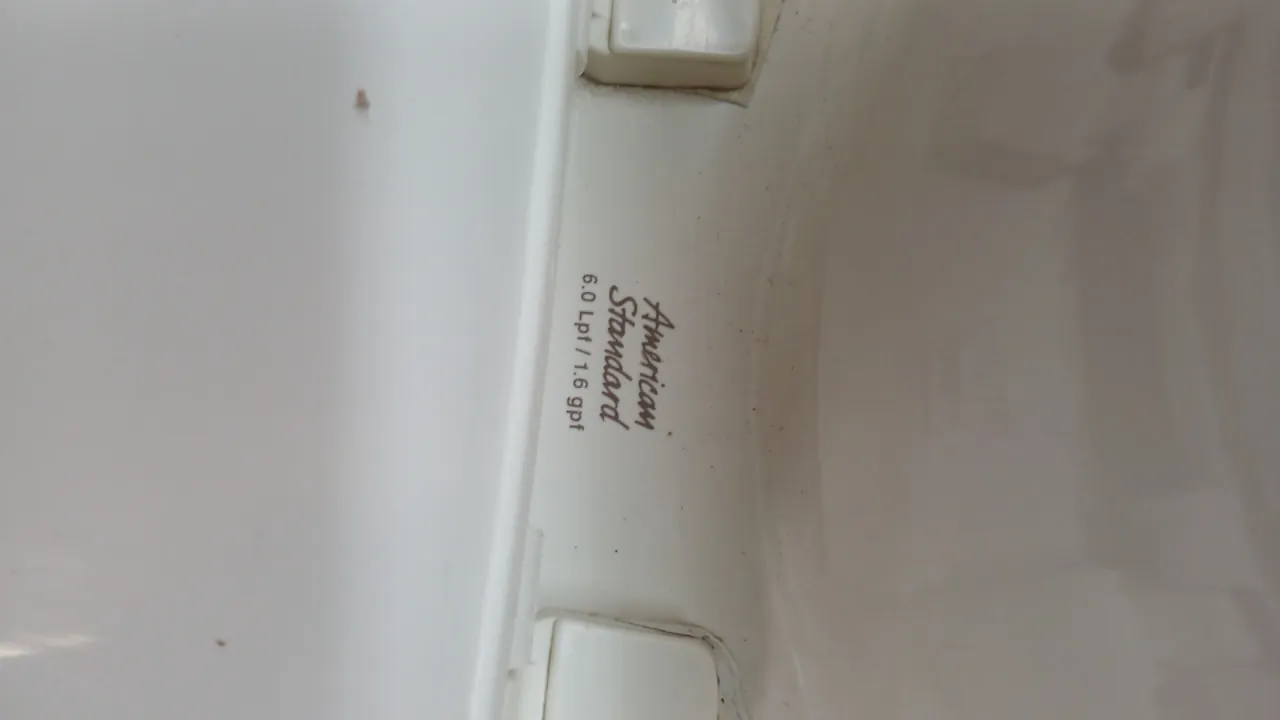 American
Standard
6.0 Lpf / 1.6 gpf